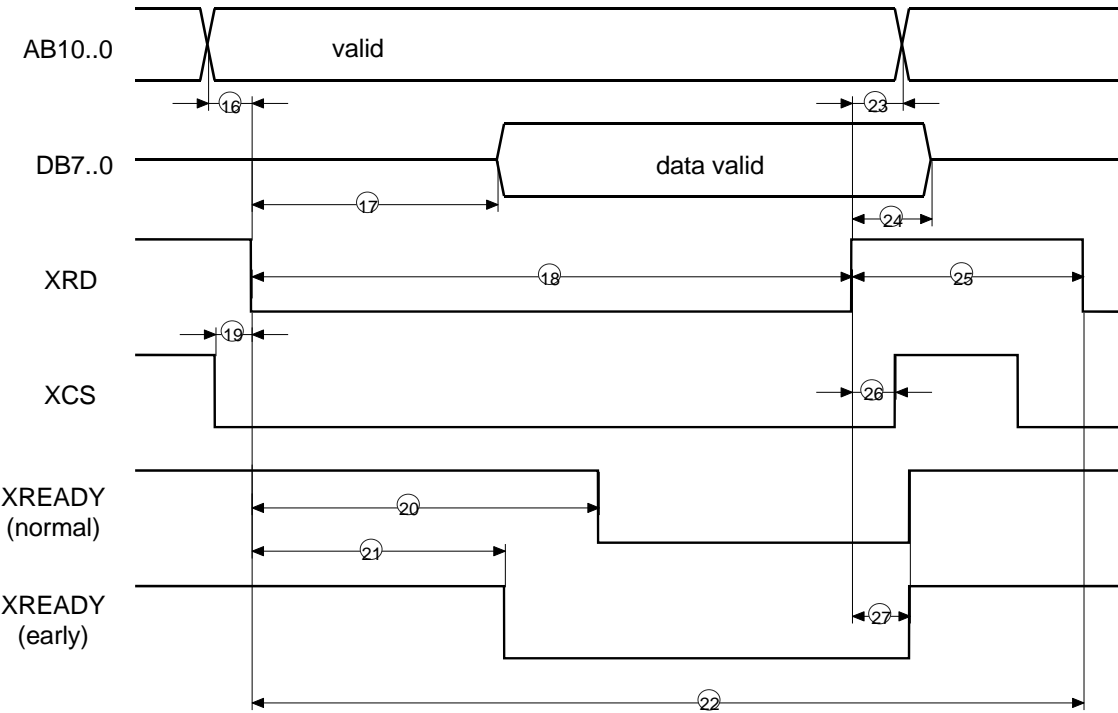 AB10..0
valid
16
23
DB7..0
data valid
17
24
XRD
18
25
19
XCS
26
XREADY
(normal)
20
21
XREADY
(early)
27
22